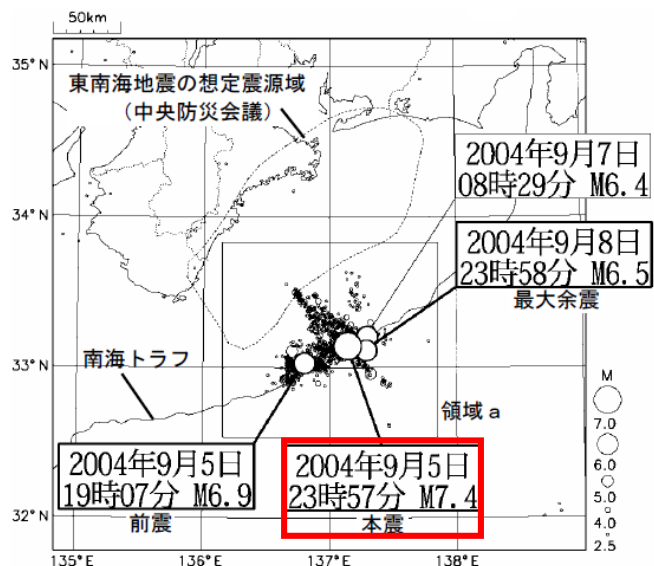 50km
35°N
34°N
33°N
32°N
135°E
136°E
137°E
138°E
東南海地震の想定震源域
（中央防災会議）
2004年9月7日
08時29分 M6.4
2004年9月8日
23時58分 M6.5
最大余震
南海トラフ
領域a
2004年9月5日
19時07分 M6.9
前震
2004年9月5日
23時57分 M7.4
本震
M
7.0
6.0
5.0
4.0
2.5